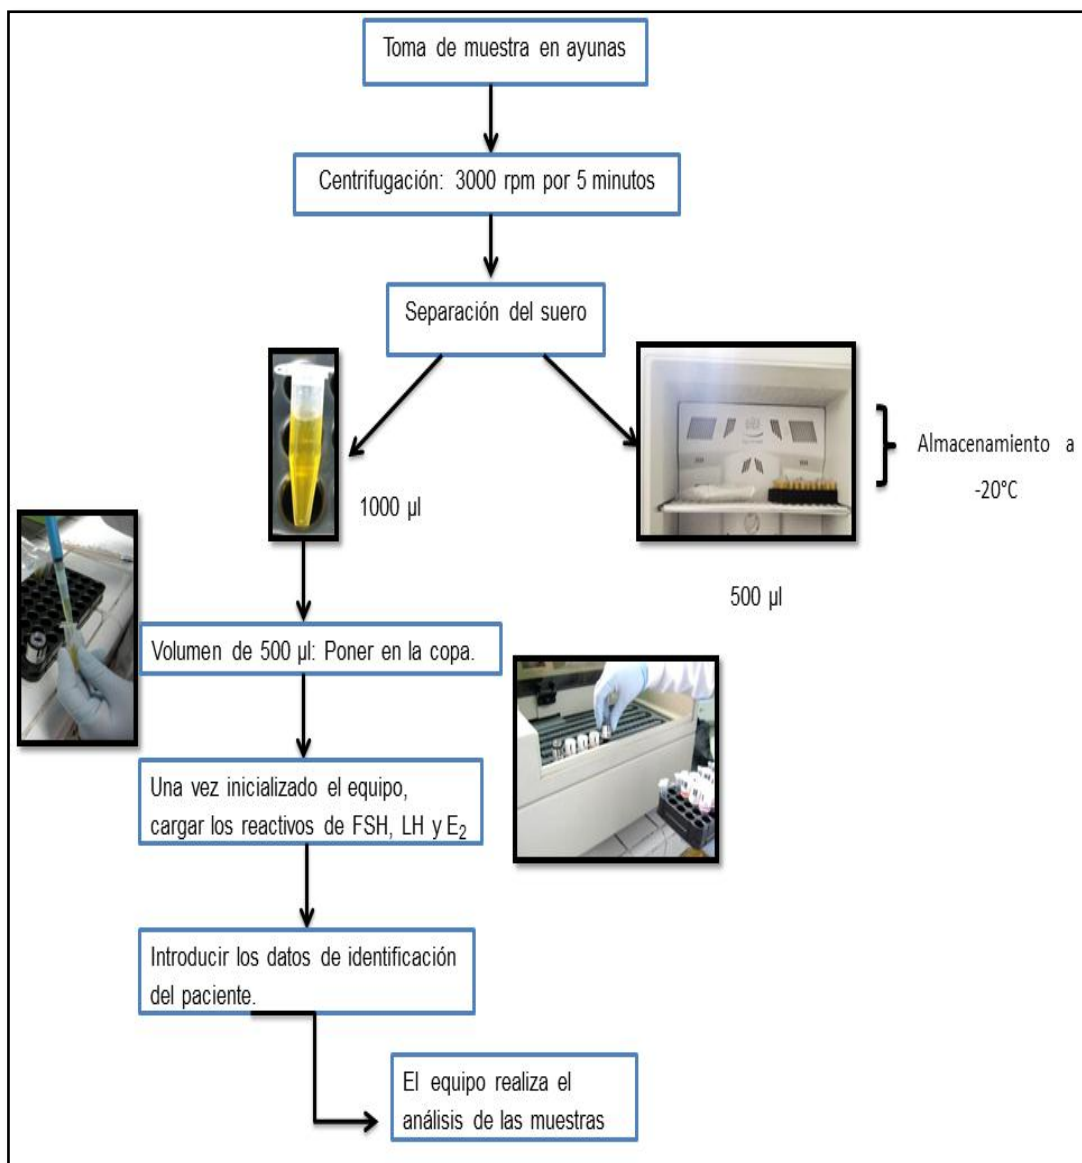 Toma de muestra en ayunas
Centrifugación: 3000 rpm por 5 minutos
Separación del suero
1000 µl
500 µl
Almacenamiento a
-20°C
Volumen de 500 µl: Poner en la copa.
Una vez inicializado el equipo,
cargar los reactivos de FSH, LH y E₂
Introducir los datos de identificación
del paciente.
El equipo realiza el
análisis de las muestras